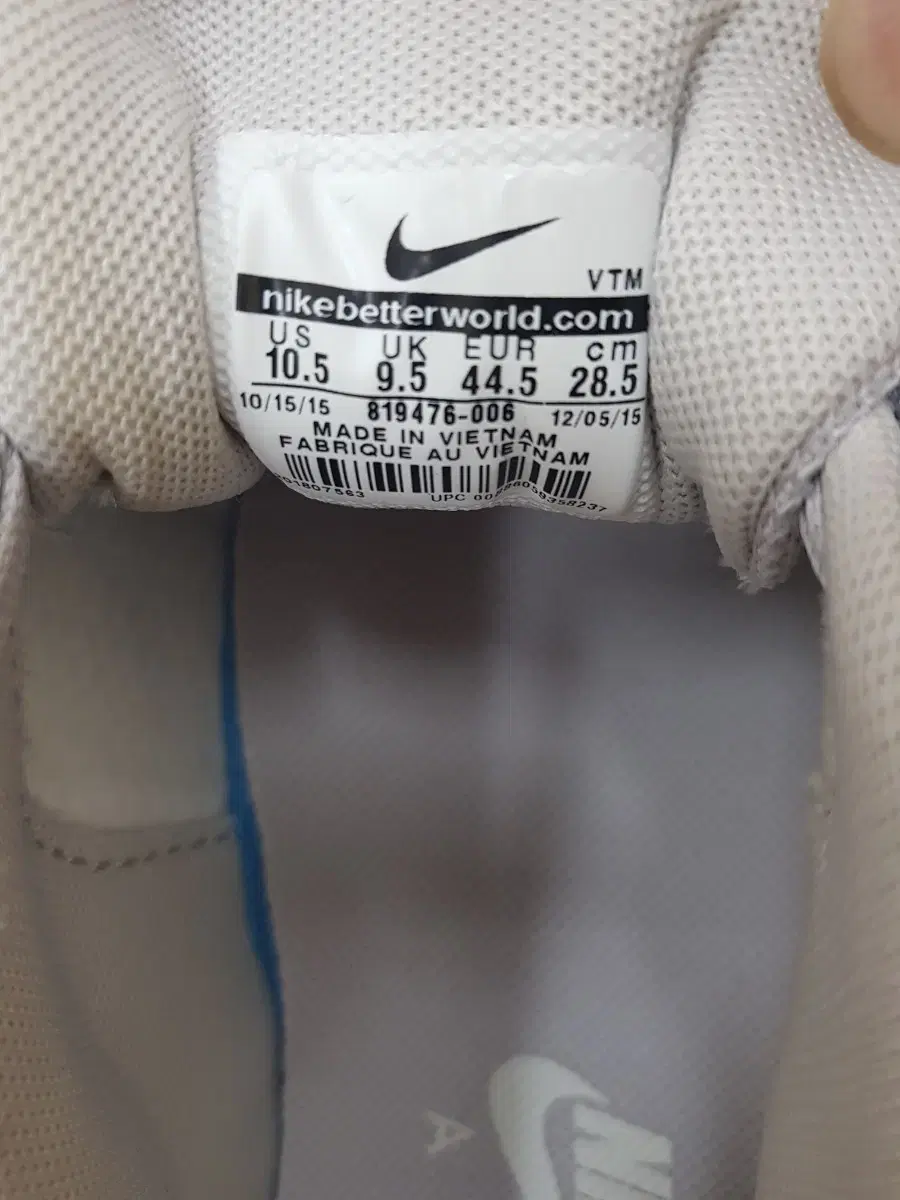 VTM
nikebetterworld.com
US UK EUR cm
10.5 9.5 44.5 28.5
10/15/15 819476-006 12/05/15
MADE IN VIETNAM
FABRIQUE AU VIETNAM
UPC
A